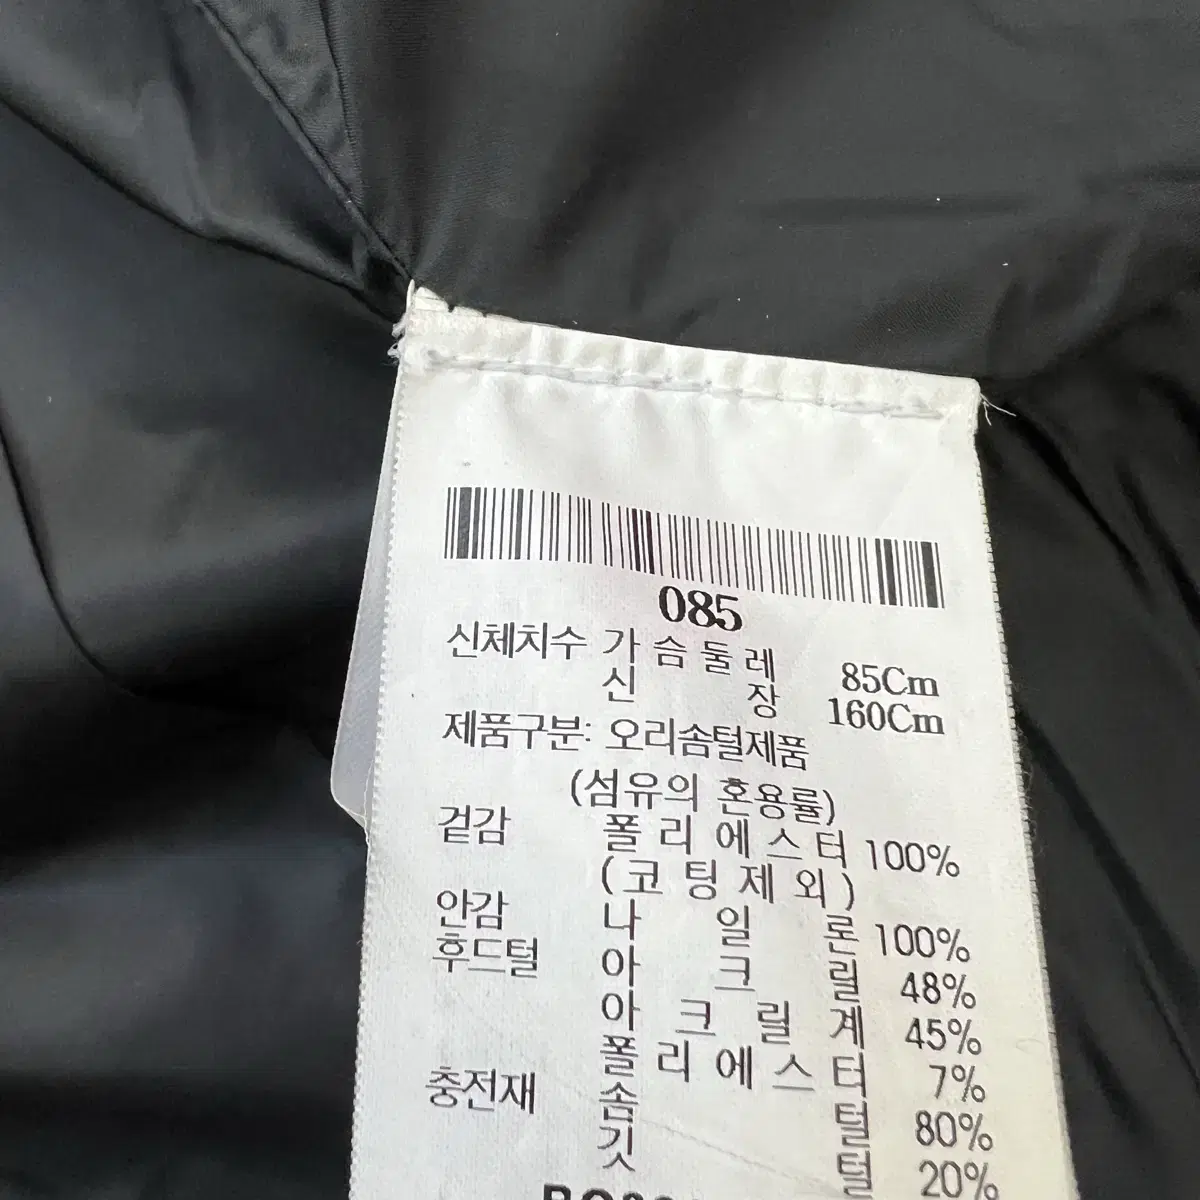 085
신체치수 가슴둘레 85Cm
신장 160Cm
제품구분: 오리솜털제품
(섬유의 혼용률)
겉감 폴리에스터 100%
(코팅제외)
안감 나일론 100%
후드털 아크릴 48%
아크릴계 45%
폴리에스터 7%
충전재 솜털 80%
깃털 20%